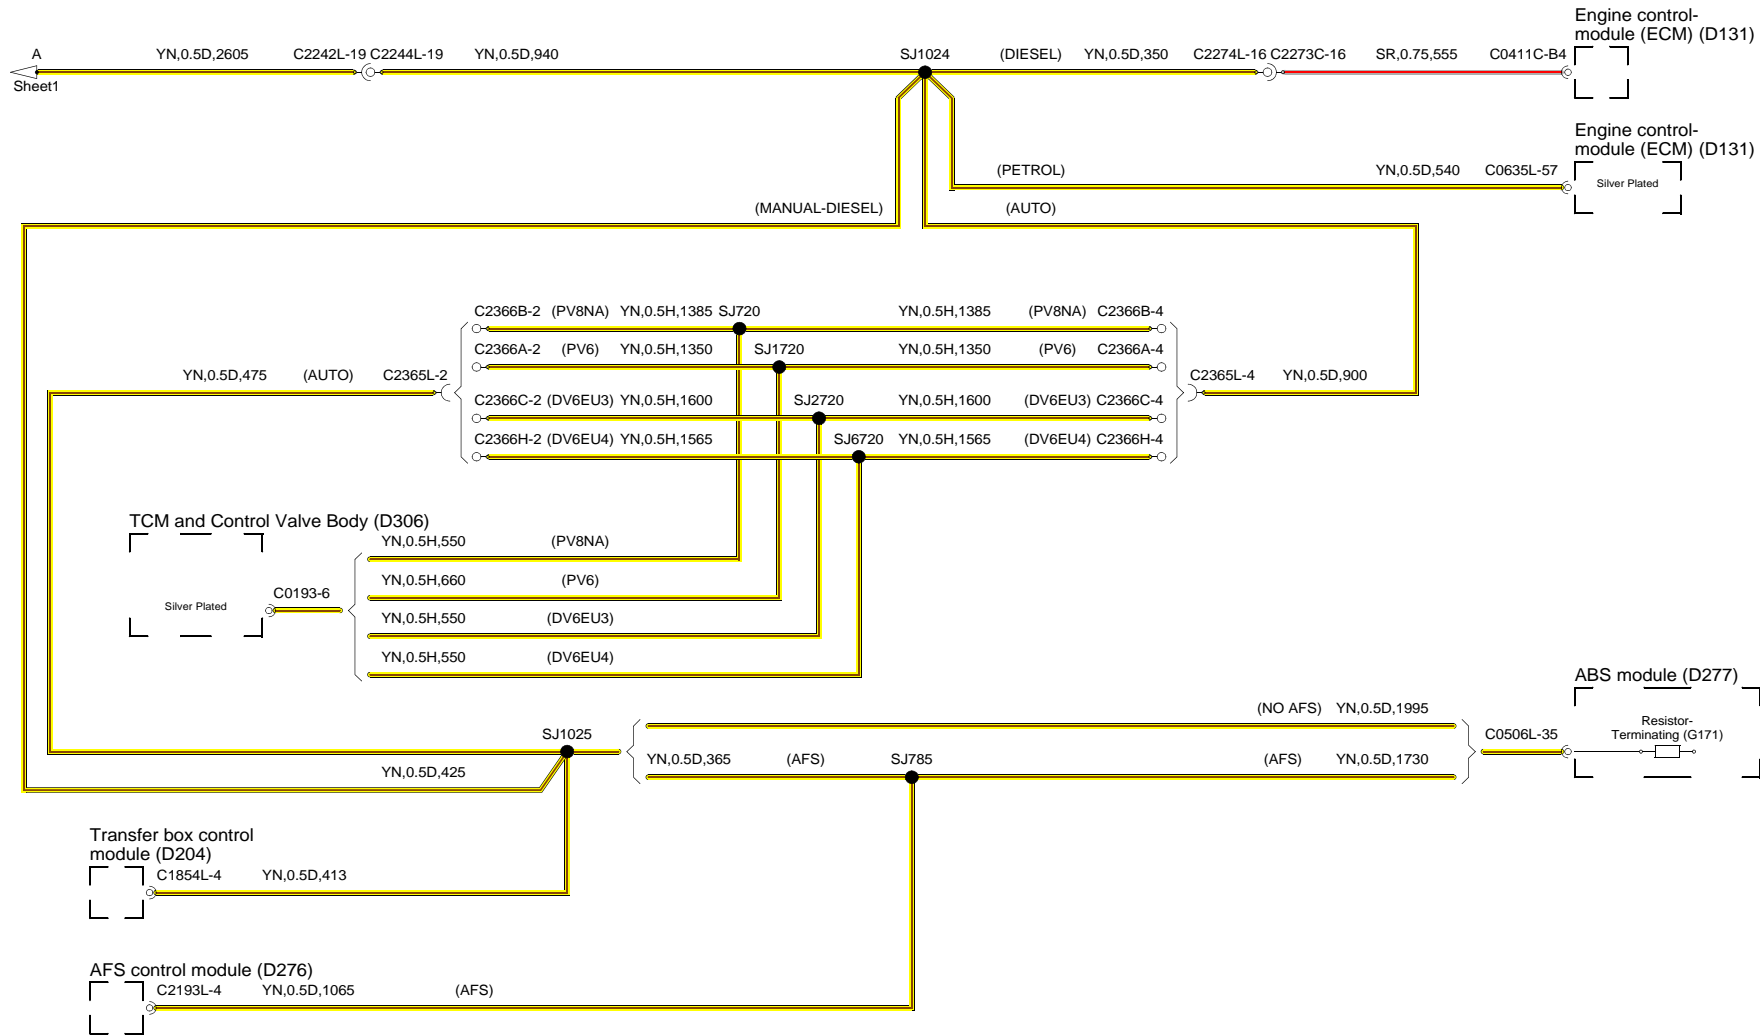 Engine control-
module (ECM) (D131)
A YN,0.5D,2605 C2242L-19 C2244L-19 YN,0.5D,940 SJ1024 (DIESEL) YN,0.5D,350 C2274L-16 C2273C-16 SR,0.75,555 C0411C-B4
Sheet1
Engine control-
module (ECM) (D131)
(PETROL) YN,0.5D,540 C0635L-57
Silver Plated
(MANUAL-DIESEL) (AUTO)
C2366B-2 (PV8NA) YN,0.5H,1385 SJ720 YN,0.5H,1385 (PV8NA) C2366B-4
C2366A-2 (PV6) YN,0.5H,1350 SJ1720 YN,0.5H,1350 (PV6) C2366A-4
YN,0.5D,475 (AUTO) C2365L-2 C2365L-4 YN,0.5D,900
C2366C-2 (DV6EU3) YN,0.5H,1600 SJ2720 YN,0.5H,1600 (DV6EU3) C2366C-4
C2366H-2 (DV6EU4) YN,0.5H,1565 SJ6720 YN,0.5H,1565 (DV6EU4) C2366H-4
TCM and Control Valve Body (D306)
YN,0.5H,550 (PV8NA)
YN,0.5H,660 (PV6)
C0193-6
Silver Plated
YN,0.5H,550 (DV6EU3)
YN,0.5H,550 (DV6EU4)
ABS module (D277)
(NO AFS) YN,0.5D,1995
Resistor-
Terminating (G171)
SJ1025 C0506L-35
YN,0.5D,365 (AFS) SJ785 (AFS) YN,0.5D,1730
YN,0.5D,425
Transfer box control
module (D204)
C1854L-4 YN,0.5D,413
AFS control module (D276)
C2193L-4 YN,0.5D,1065 (AFS)